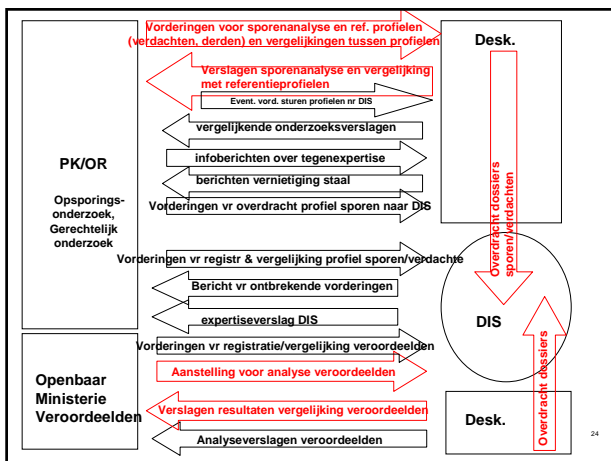 Vorderingen voor sporenanalyse en ref. profielen
(verdachten, derden) en vergelijkingen tussen profielen
Desk.
Verslagen sporenanalyse en vergelijking
met referentieprofielen
Event. vord. sturen profielen nr DIS
vergelijkende onderzoeksverslagen
PK/OR
infoberichten over tegenexpertise
berichten vernietiging staal
Opsporings-
onderzoek,
Gerechtelijk
onderzoek
Vorderingen vr overdracht profiel sporen naar DIS
Overdracht dossiers
sporen/verdachten
Vorderingen vr registr & vergelijking profiel sporen/verdachte
Bericht vr ontbrekende vorderingen
expertiseverslag DIS
DIS
Vorderingen vr registratie/vergelijking veroordeelden
Aanstelling voor analyse veroordeelden
Openbaar
Ministerie
Veroordeelden
Verslagen resultaten vergelijking veroordeelden
Analyseverslagen veroordeelden
Desk.
Overdracht dossiers
24